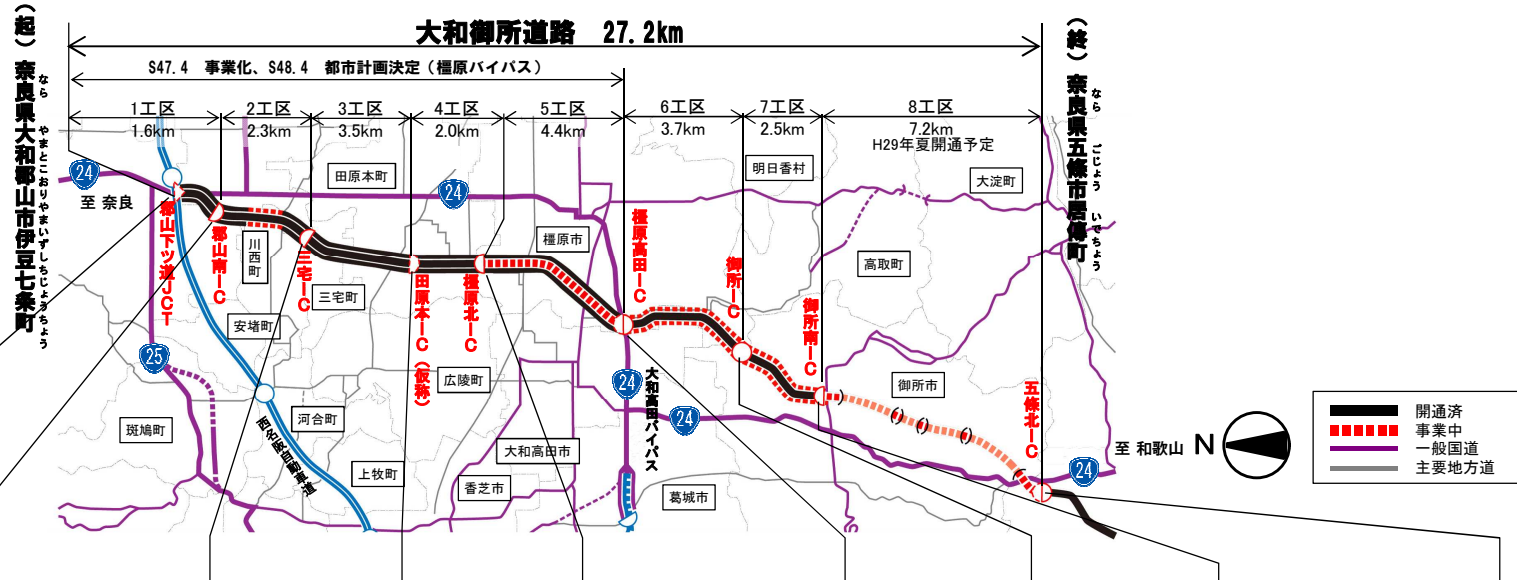 （起）奈良県大和郡山市伊豆七条町
なら やまとこおりやまいずしちじょうちょう
大和御所道路 27.2km
S47.4 事業化、S48.4 都市計画決定（橿原バイパス）
1工区
1.6km
2工区
2.3km
3工区
3.5km
4工区
2.0km
5工区
4.4km
6工区
3.7km
7工区
2.5km
8工区
7.2km
H29年夏開通予定
（終）奈良県五條市居傳町
なら ごじょう いでちょう
24
至 奈良
田原本町
24
明日香村
大淀町
郡山下ツ道JCT
郡山南IC
川西町
三宅IC
三宅町
田原本IC（仮称）
橿原北IC
橿原市
橿原高田IC
御所IC
高取町
御所南IC
安堵町
25
斑鳩町
河合町
西名阪自動車道
上牧町
広陵町
香芝市
大和高田市
24
大和高田バイパス
24
葛城市
御所市
五條北IC
24
至 和歌山
N
開通済
事業中
一般国道
主要地方道